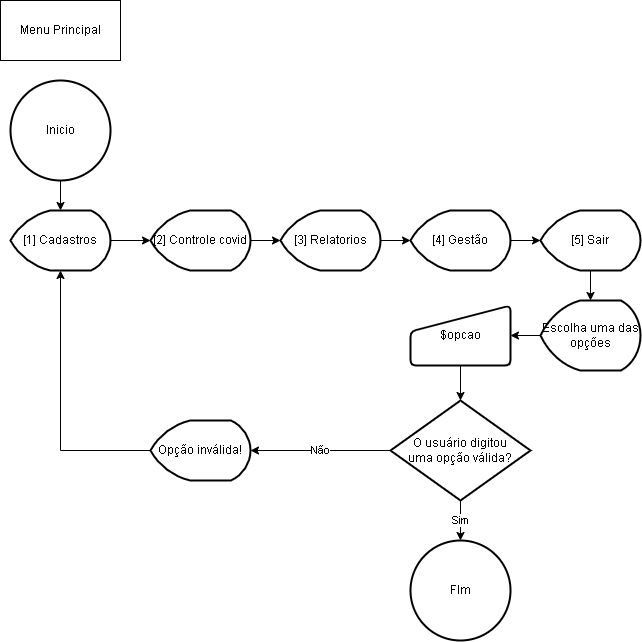 Menu Principal
Inicio
[1] Cadastros
[2] Controle covid
[3] Relatorios
[4] Gestão
[5] Sair
Escolha uma das
opções
$opcao
O usuário digitou
uma opção válida?
Não
Opção inválida!
Sim
FIm